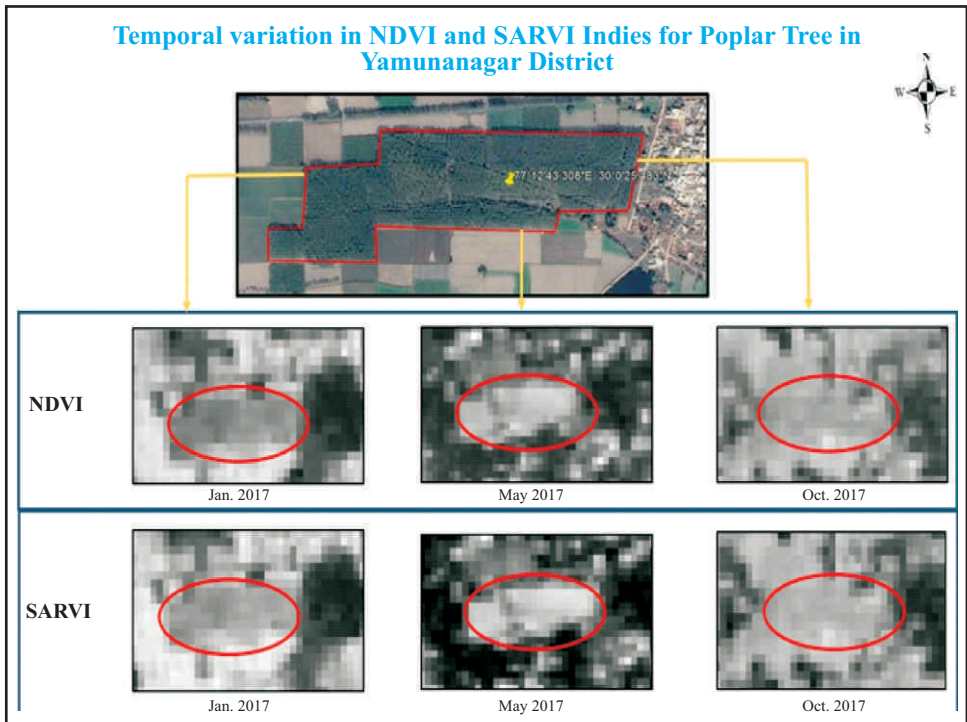 Temporal variation in NDVI and SARVI Indies for Poplar Tree in
Yamunanagar District
N
W E
S
NDVI
Jan. 2017 May 2017 Oct. 2017
SARVI
Jan. 2017 May 2017 Oct. 2017